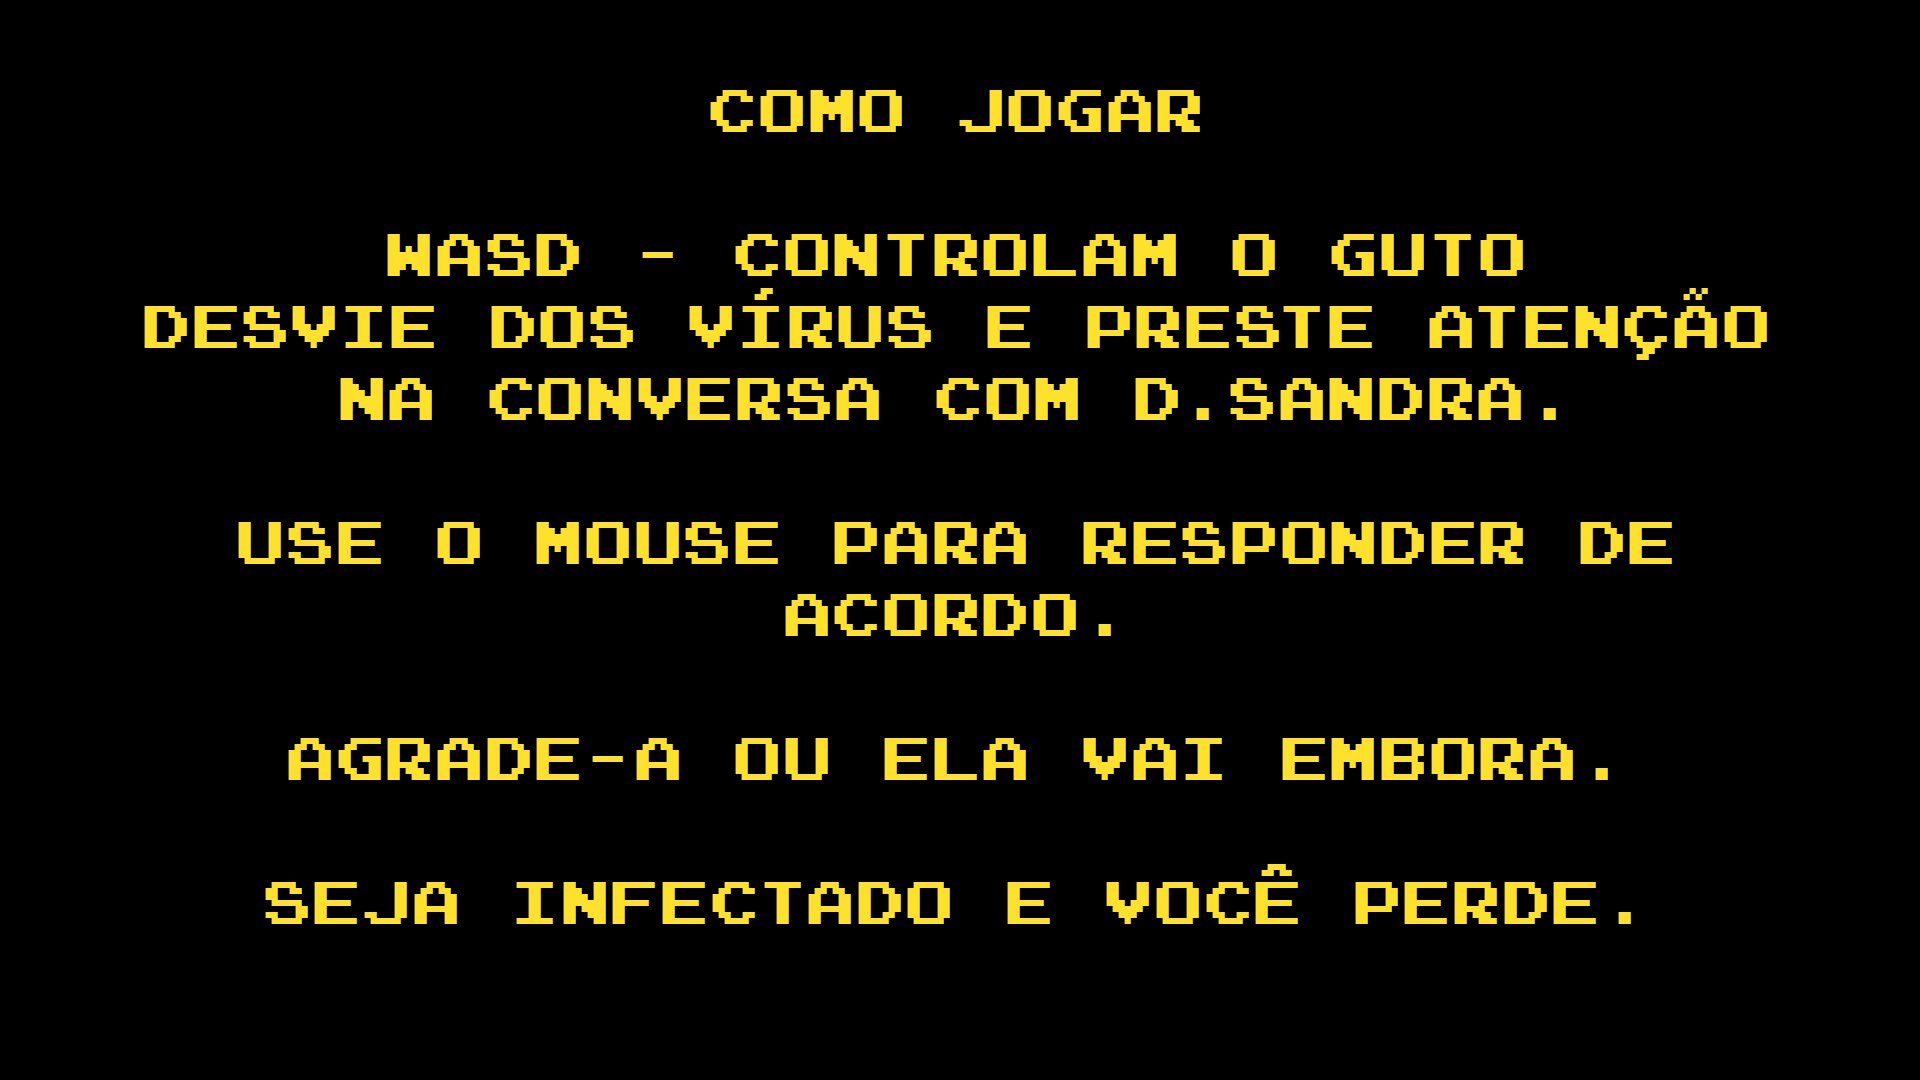 COMO JOGAR
WASD - CONTROLAM O GUTO
DESVIE DOS VÍRUS E PRESTE ATENÇÃO
NA CONVERSA COM D.SANDRA.
USE O MOUSE PARA RESPONDER DE
ACORDO.
AGRADE-A OU ELA VAI EMBORA.
SEJA INFECTADO E VOCÊ PERDE.